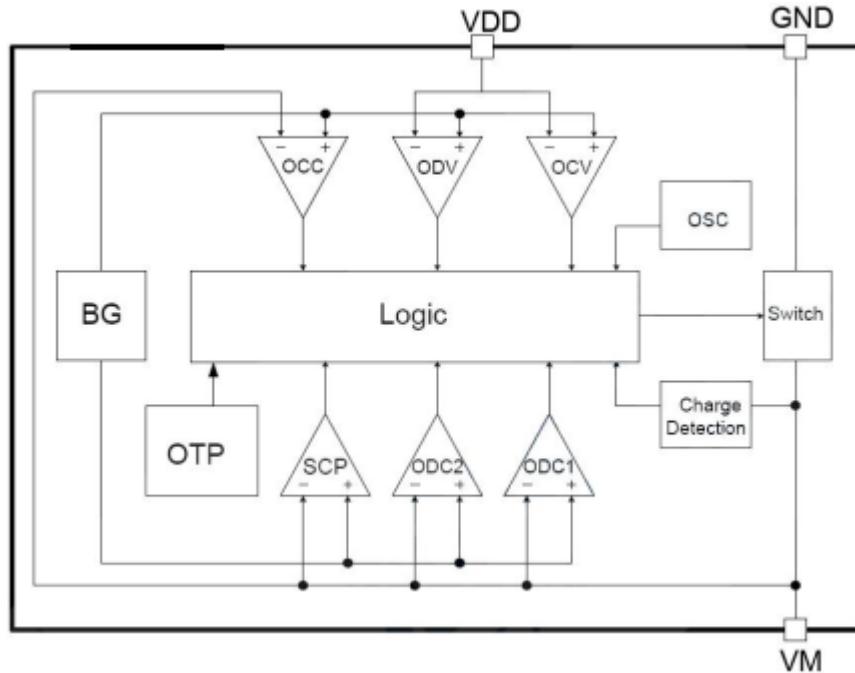 VDD
GND
− +
OCC
− +
ODV
− +
OCV
OSC
BG
Logic
Switch
OTP
SCP
− +
ODC2
− +
ODC1
− +
Charge
Detection
VM